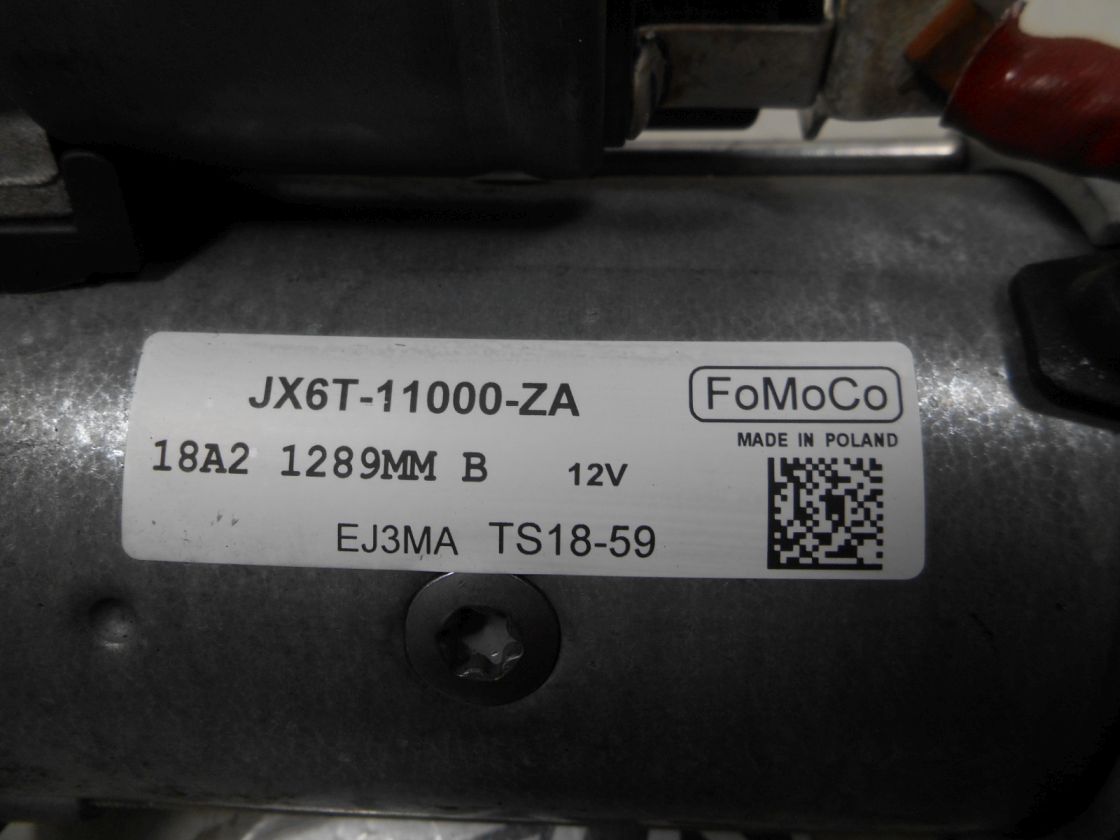 JX6T-11000-ZA
FoMoCo
MADE IN POLAND
18A2 1289MM B 12V
EJ3MA TS18-59